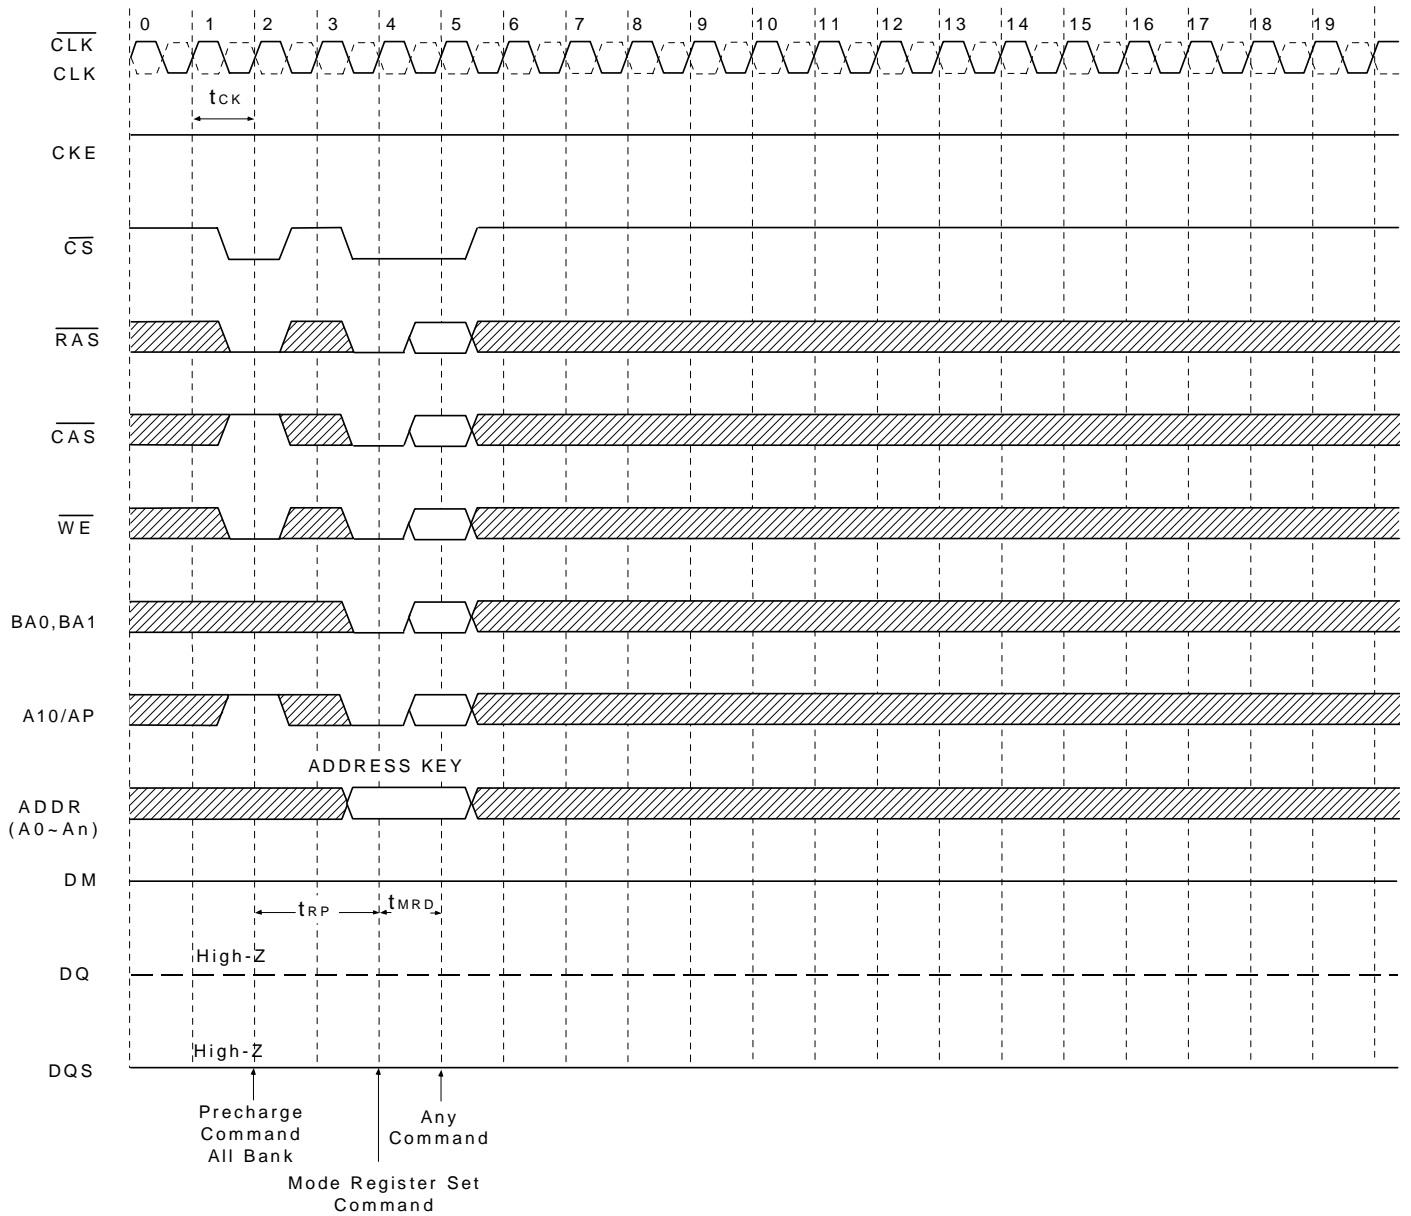 0 1 2 3 4 5 6 7 8 9 10 11 12 13 14 15 16 17 18 19
CLK
CLK
tCK
CKE
CS
RAS
CAS
WE
BA0,BA1
A10/AP
ADDRESS KEY
ADDR
(A0~An)
DM
tRP
tMRD
High-Z
DQ
High-Z
DQS
Precharge
Command
All Bank
Any
Command
Mode Register Set
Command